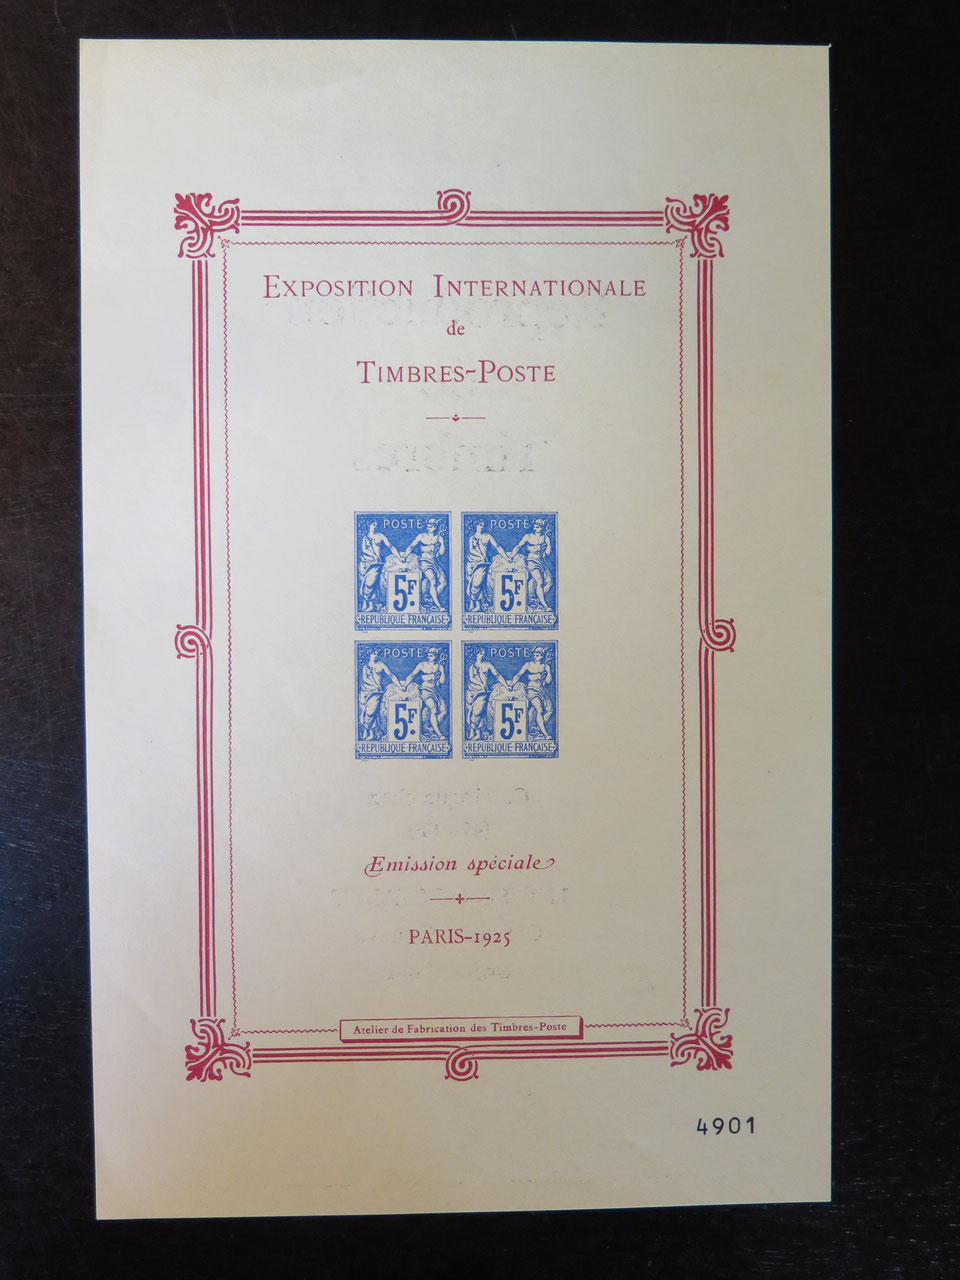 EXPOSITION INTERNATIONALE
de
TIMBRES-POSTE
POSTE POSTE
5F. 5F.
REPUBLIQUE FRANÇAISE REPUBLIQUE FRANÇAISE
POSTE POSTE
5F. 5F.
REPUBLIQUE FRANÇAISE REPUBLIQUE FRANÇAISE
Emission spéciale
PARIS-1925
Atelier de Fabrication des Timbres-Poste
4901